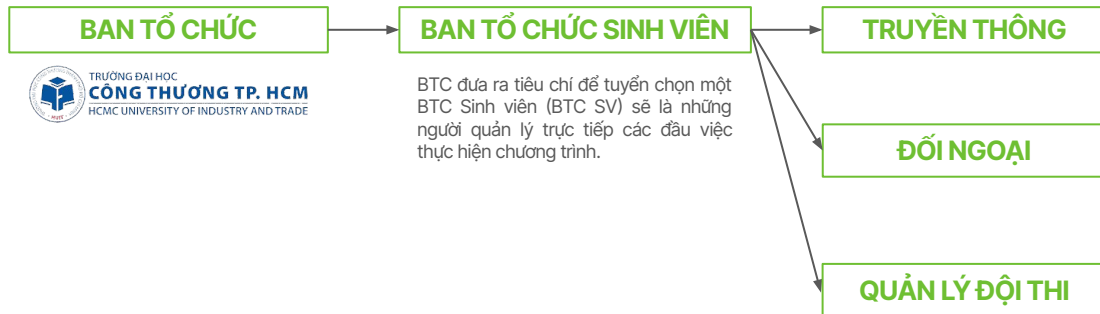 BAN TỔ CHỨC
TRƯỜNG ĐẠI HỌC
CÔNG THƯƠNG TP. HCM
HCMC UNIVERSITY OF INDUSTRY AND TRADE
HUIT
BAN TỔ CHỨC SINH VIÊN
BTC đưa ra tiêu chí để tuyển chọn một
BTC Sinh viên (BTC SV) sẽ là những
người quản lý trực tiếp các đầu việc
thực hiện chương trình.
TRUYỀN THÔNG
ĐỐI NGOẠI
QUẢN LÝ ĐỘI THI